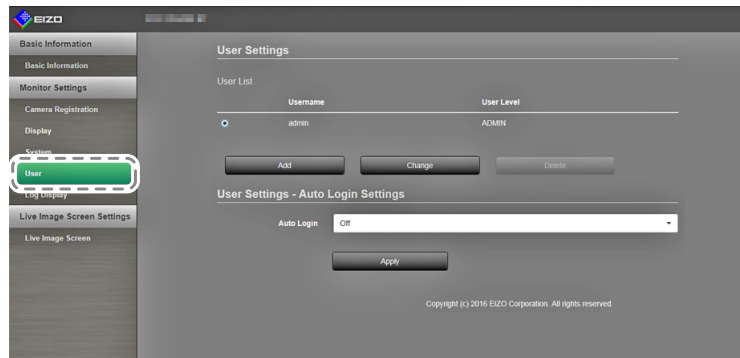 EIZO
Basic Information
Basic Information
Monitor Settings
Camera Registration
Display
System
User
Log Display
Live Image Screen Settings
Live Image Screen
User Settings
User List
Username User Level
admin ADMIN
Add Change Delete
User Settings - Auto Login Settings
Auto Login Off
Apply
Copyright (c) 2016 EIZO Corporation. All rights reserved.